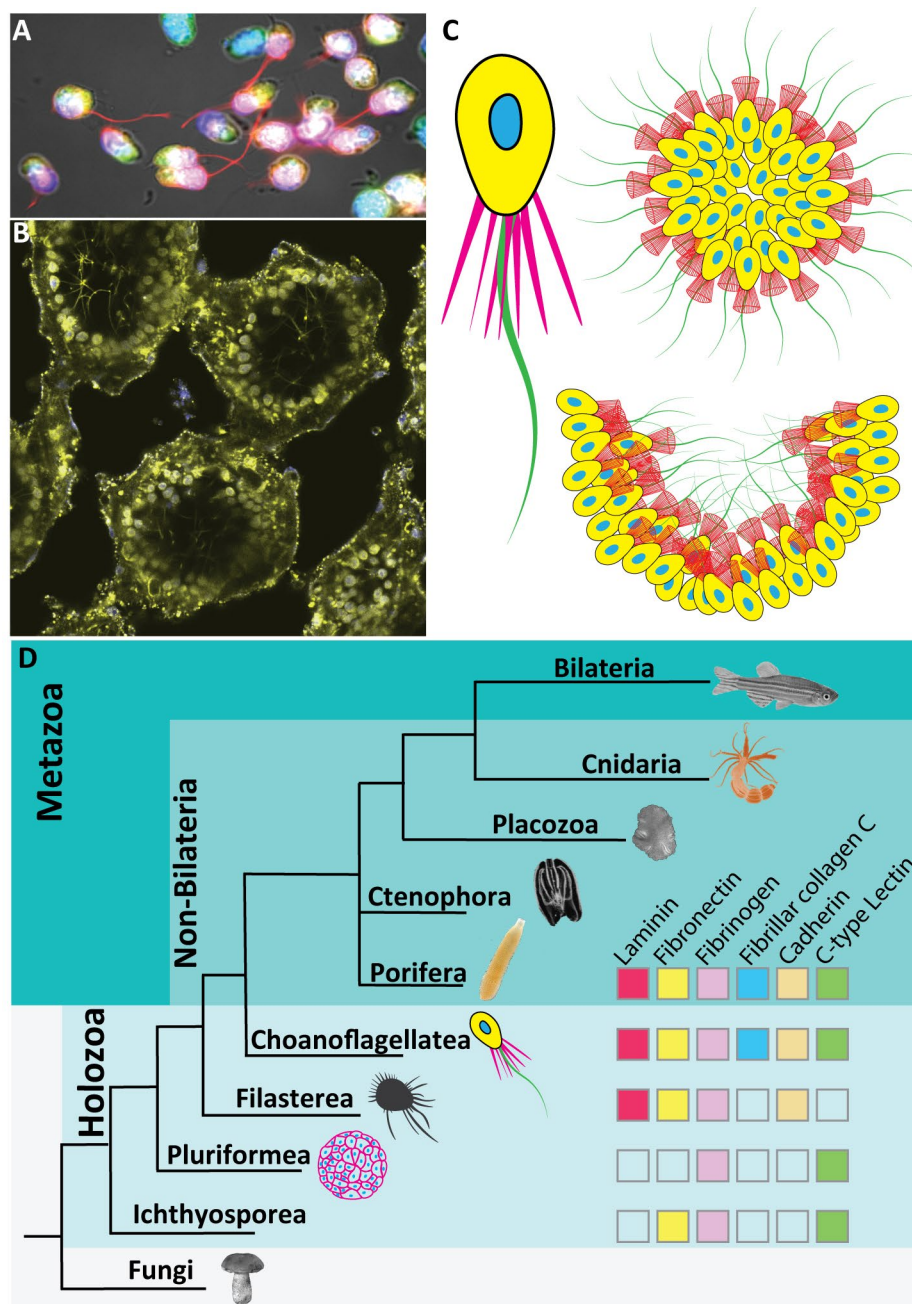 A
B
C
D
Metazoa
Non-Bilateria
Holozoa
Bilateria
Cnidaria
Placozoa
Ctenophora
Porifera
Choanoflagellatea
Filasterea
Pluriformea
Ichthyosporea
Fungi
Laminin
Fibronectin
Fibrinogen
Fibrillar collagen C
Cadherin
C-type Lectin